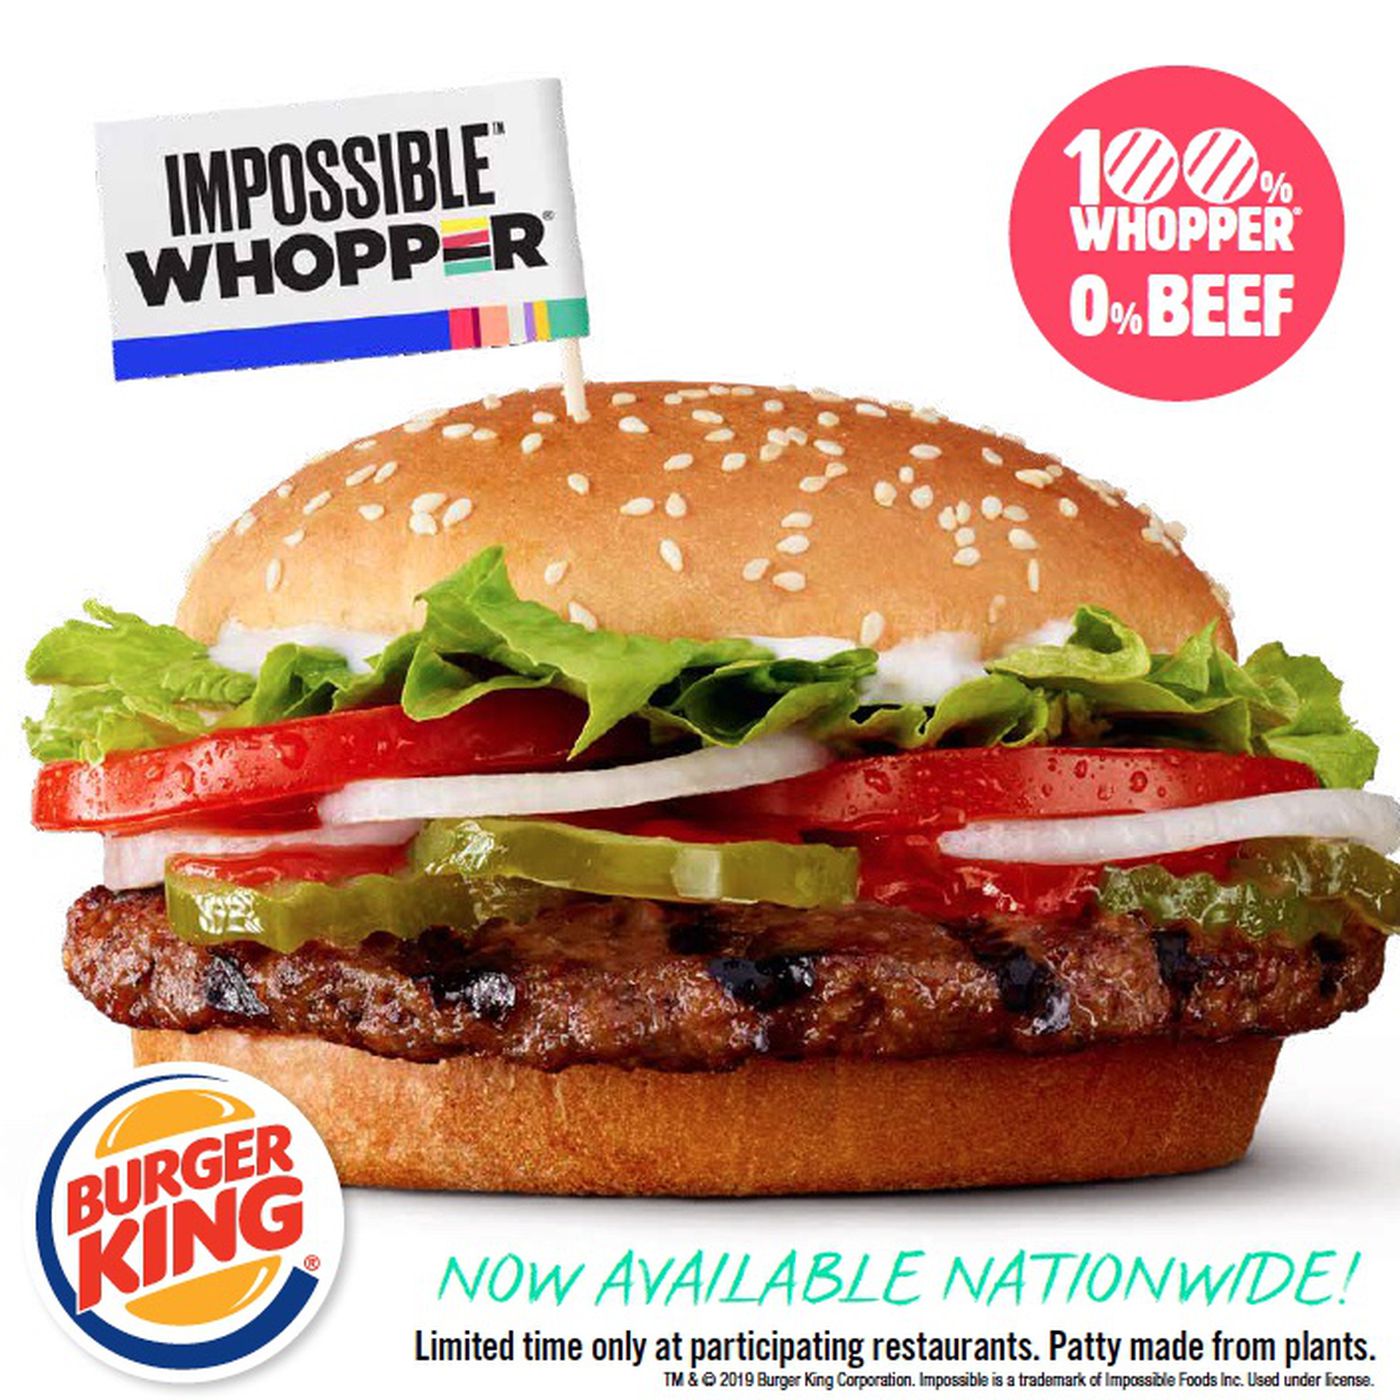 IMPOSSIBLE™
WHOPPER®
100%
WHOPPER®
0% BEEF
BURGER
KING®
NOW AVAILABLE NATIONWIDE!
Limited time only at participating restaurants. Patty made from plants.
TM & © 2019 Burger King Corporation. Impossible is a trademark of Impossible Foods Inc. Used under license.